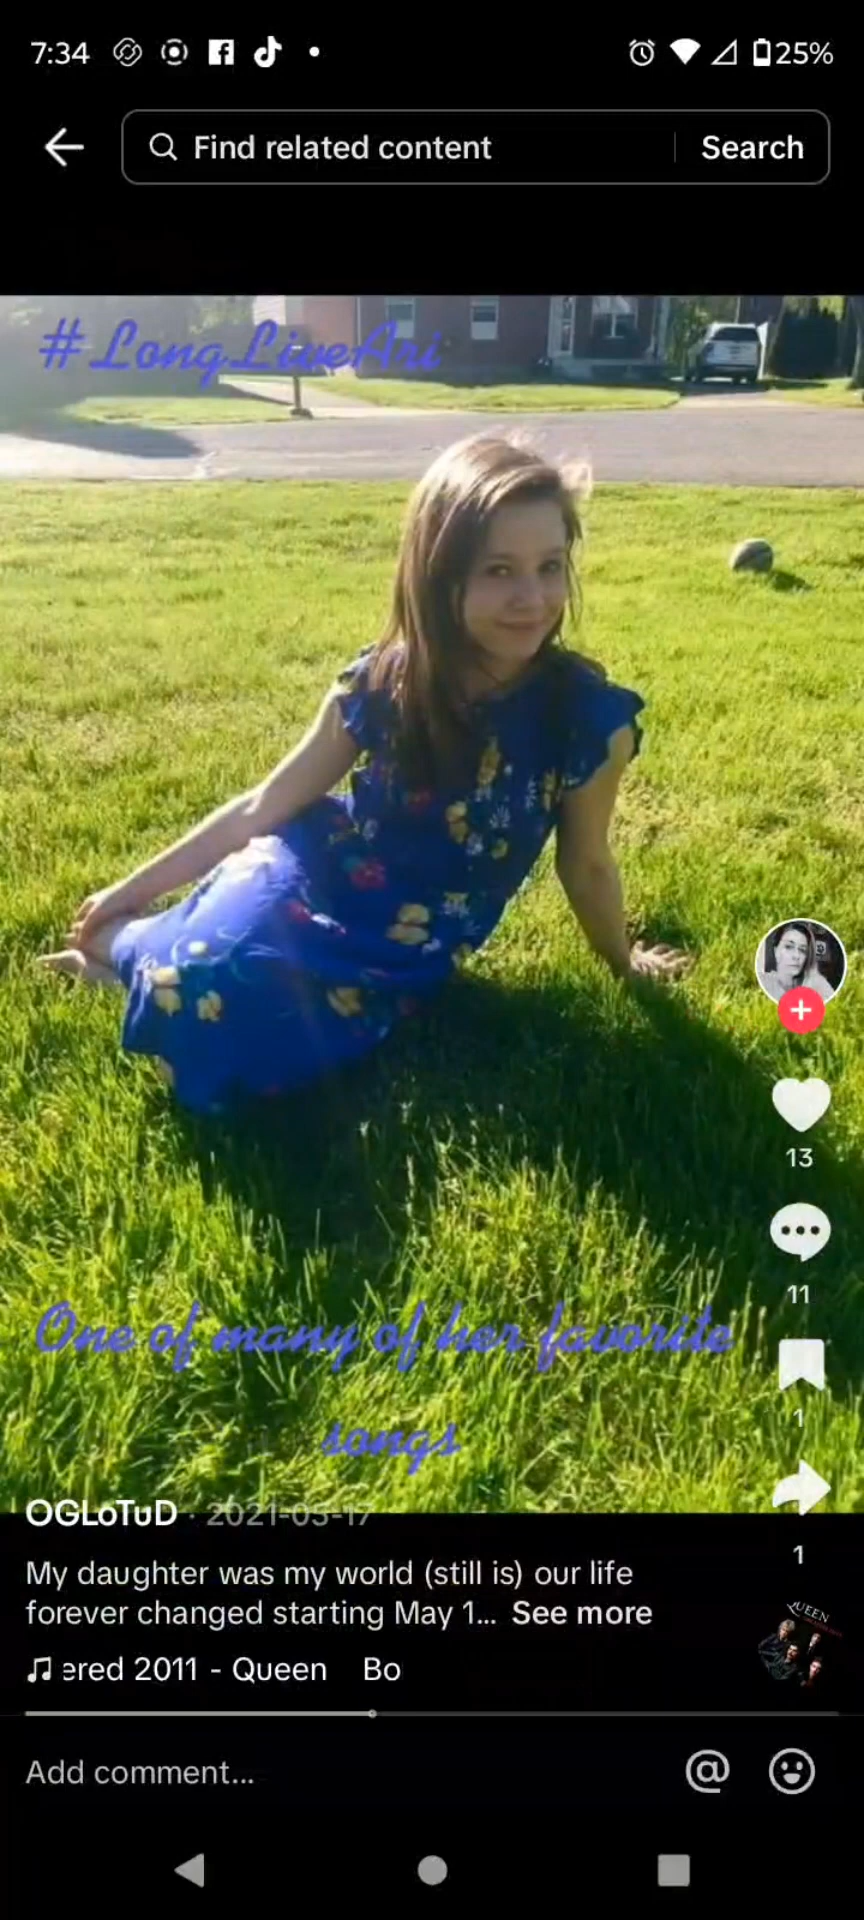 7:34
25%
Find related content
Search
#LongLiveAri
13
11
1
One of many of her favorite
songs
1
OGLoTuD · 2021-05-17
My daughter was my world (still is) our life
forever changed starting May 1... See more
ered 2011 - Queen Bo
QUEEN
Add comment...